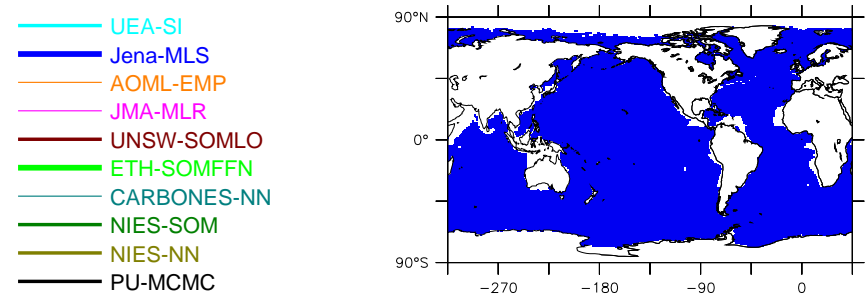 UEA-SI
Jena-MLS
AOML-EMP
JMA-MLR
UNSW-SOMLO
ETH-SOMFFN
CARBONES-NN
NIES-SOM
NIES-NN
PU-MCMC
90°N
0°
90°S
−270
−180
−90
0